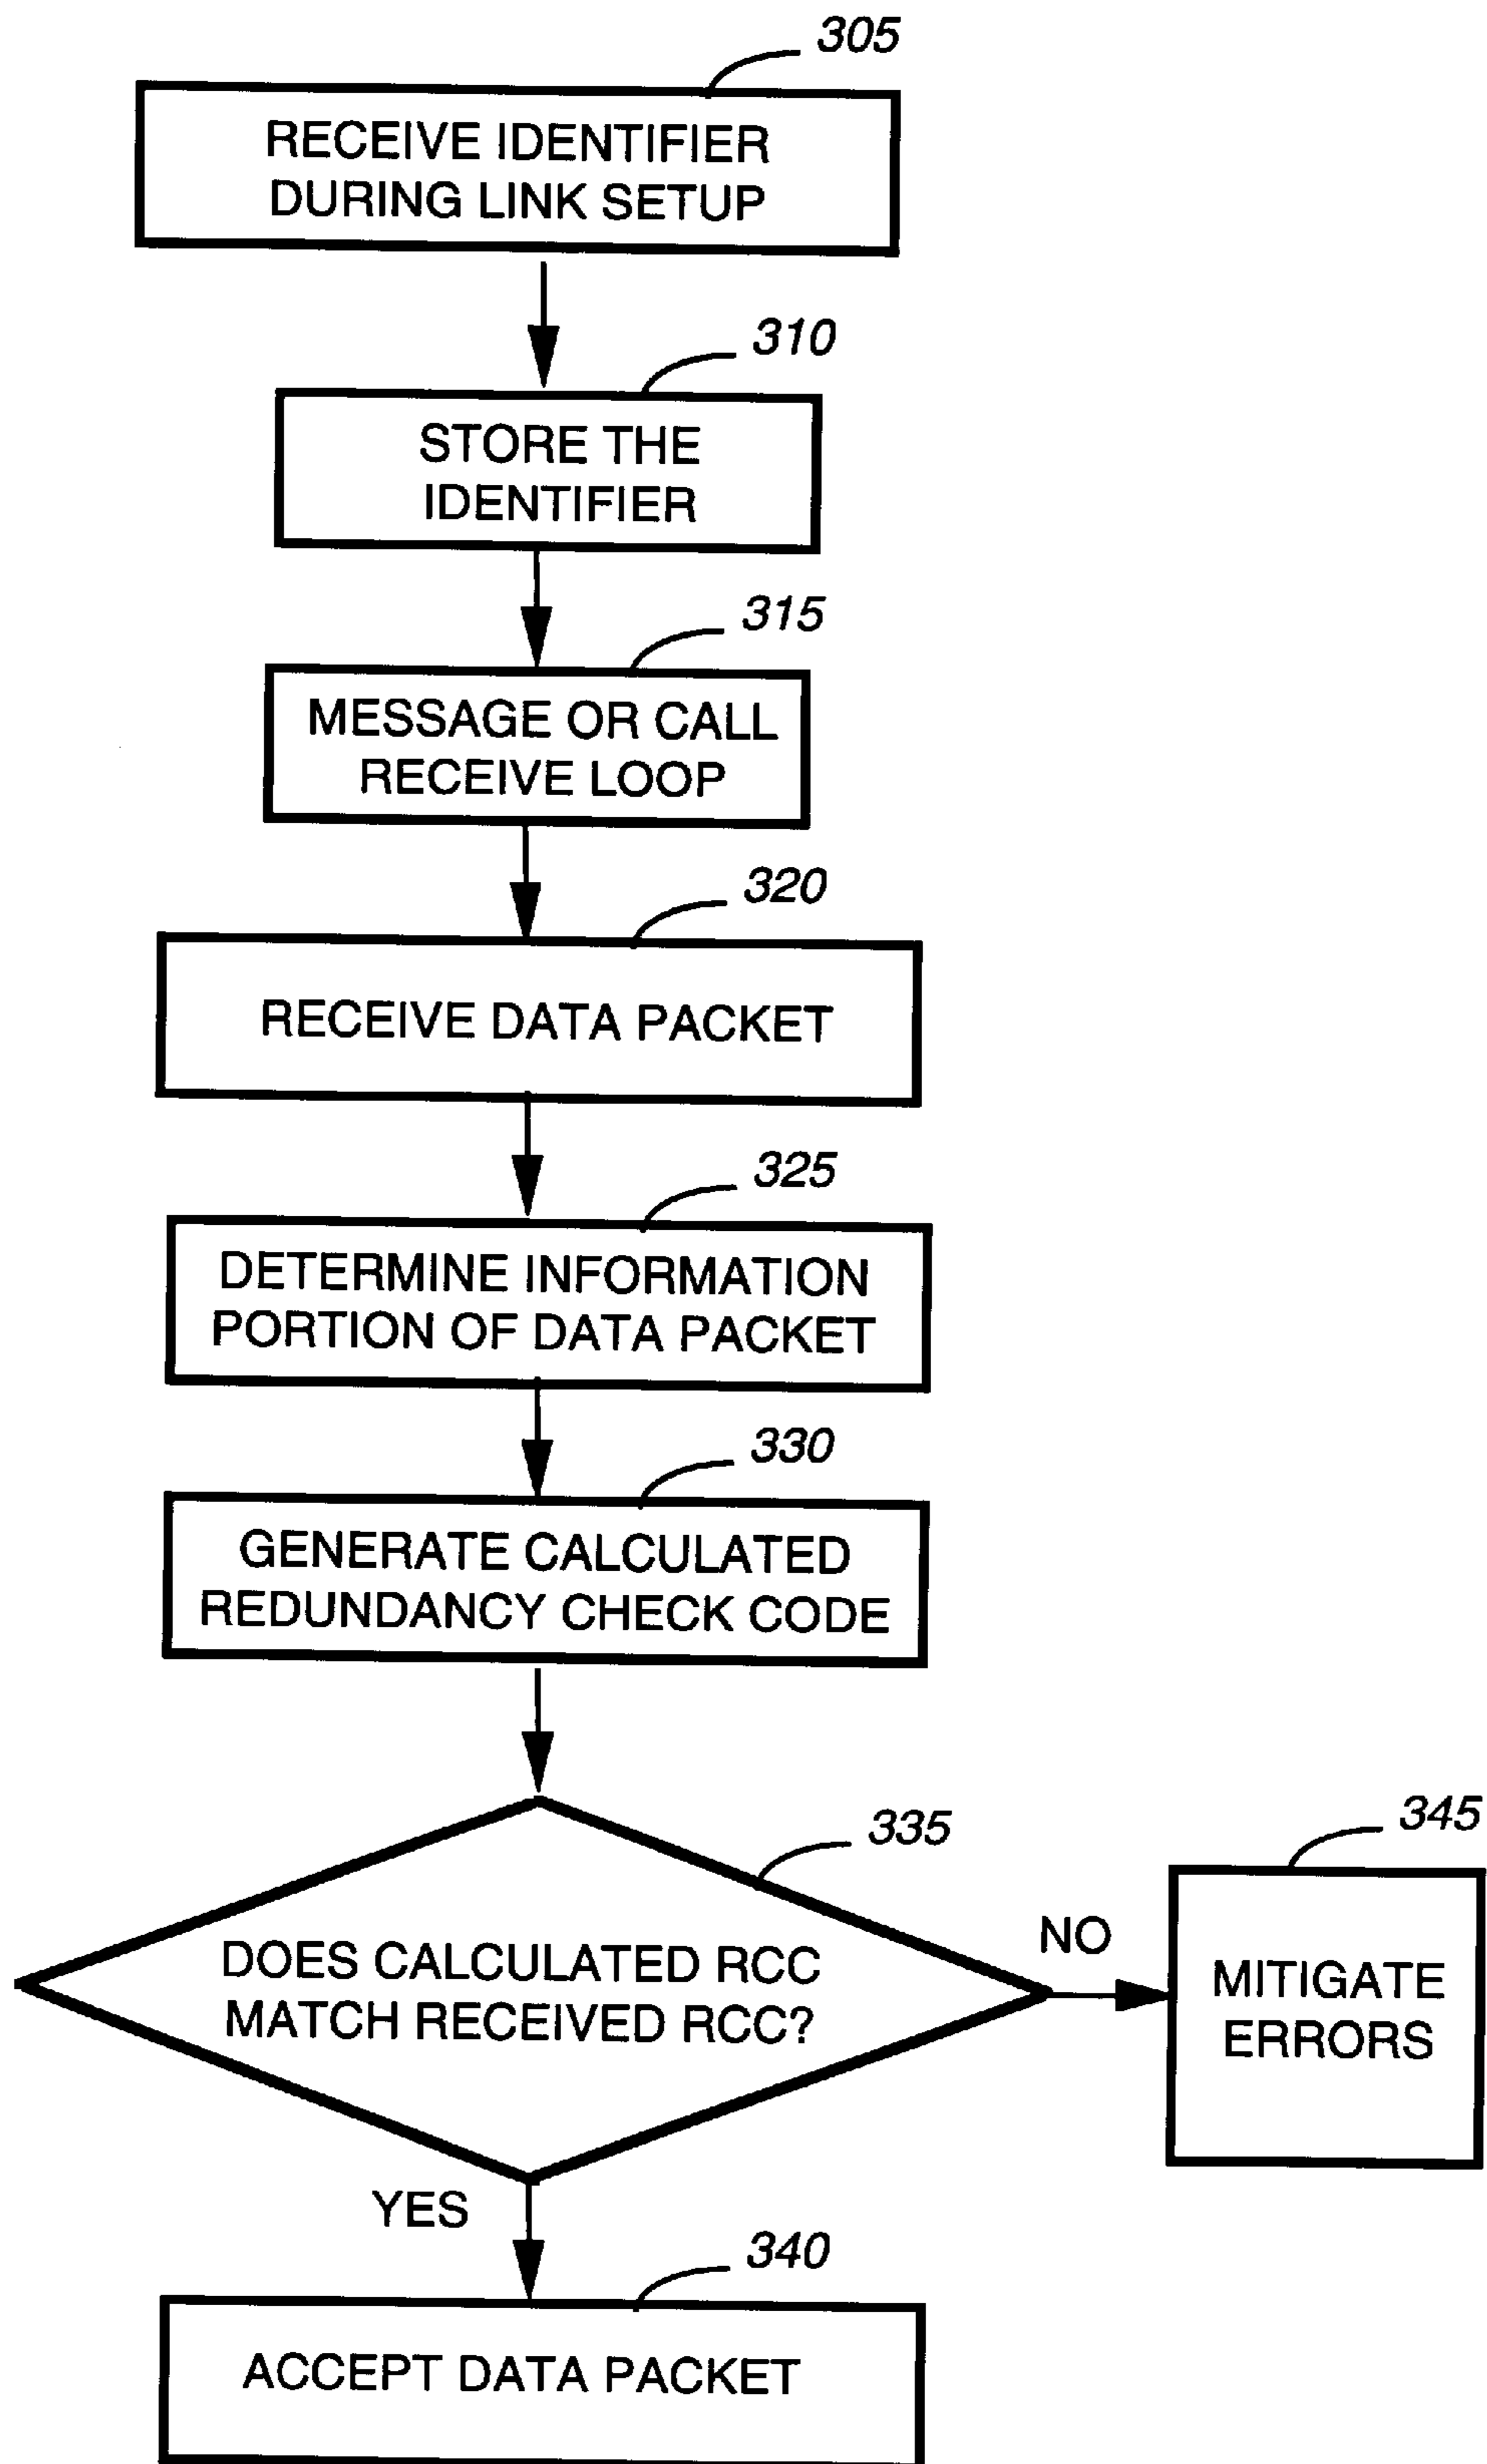 305
RECEIVE IDENTIFIER
DURING LINK SETUP
310
STORE THE
IDENTIFIER
315
MESSAGE OR CALL
RECEIVE LOOP
320
RECEIVE DATA PACKET
325
DETERMINE INFORMATION
PORTION OF DATA PACKET
330
GENERATE CALCULATED
REDUNDANCY CHECK CODE
335
DOES CALCULATED RCC
MATCH RECEIVED RCC?
NO
345
MITIGATE
ERRORS
YES
340
ACCEPT DATA PACKET